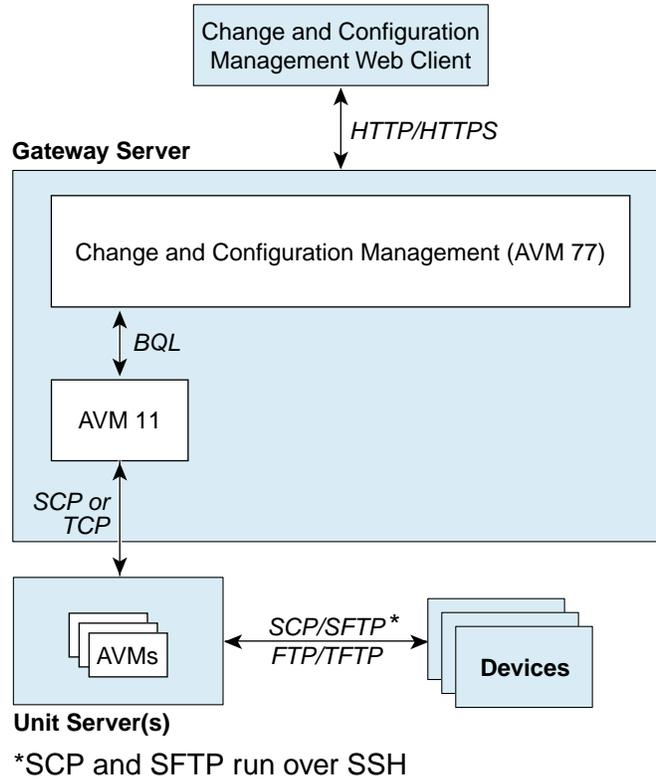 Change and Configuration
Management Web Client
HTTP/HTTPS
Gateway Server
Change and Configuration Management (AVM 77)
BQL
AVM 11
SCP or
TCP
AVMs
SCP/SFTP*
FTP/TFTP
Devices
Unit Server(s)
*SCP and SFTP run over SSH